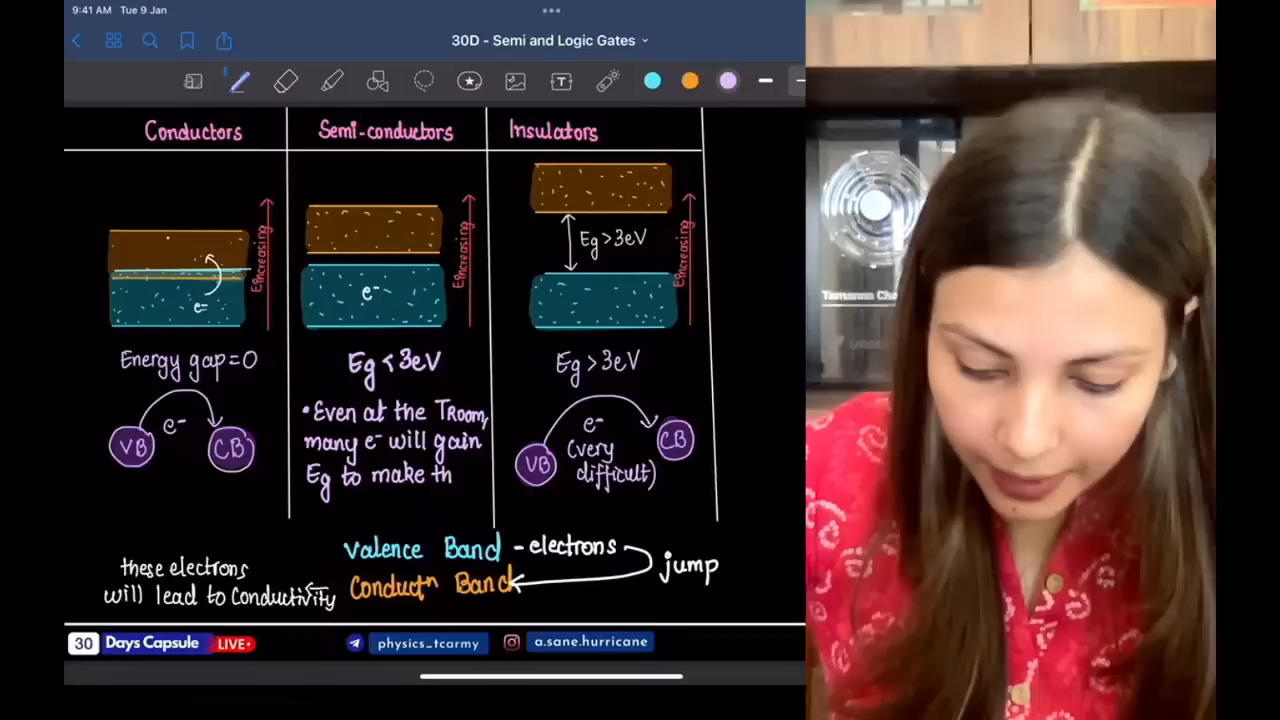 9:41 AM Tue 9 Jan
30D - Semi and Logic Gates
T
Conductors
Semi-conductors
Insulators
Eg>3eV
e-
e-
Increasing
Increasing
Increasing
Energy gap=0
Eg<3eV
Eg>3eV
VB e- CB
•Even at the TRoom,
many e- will gain
Eg to make th
VB e- CB
(very
difficult)
Valence Band - electrons
Conductn Band
jump
these electrons
will lead to conductivity
30 Days Capsule LIVE
physics_tcarmy
a.sane.hurricane